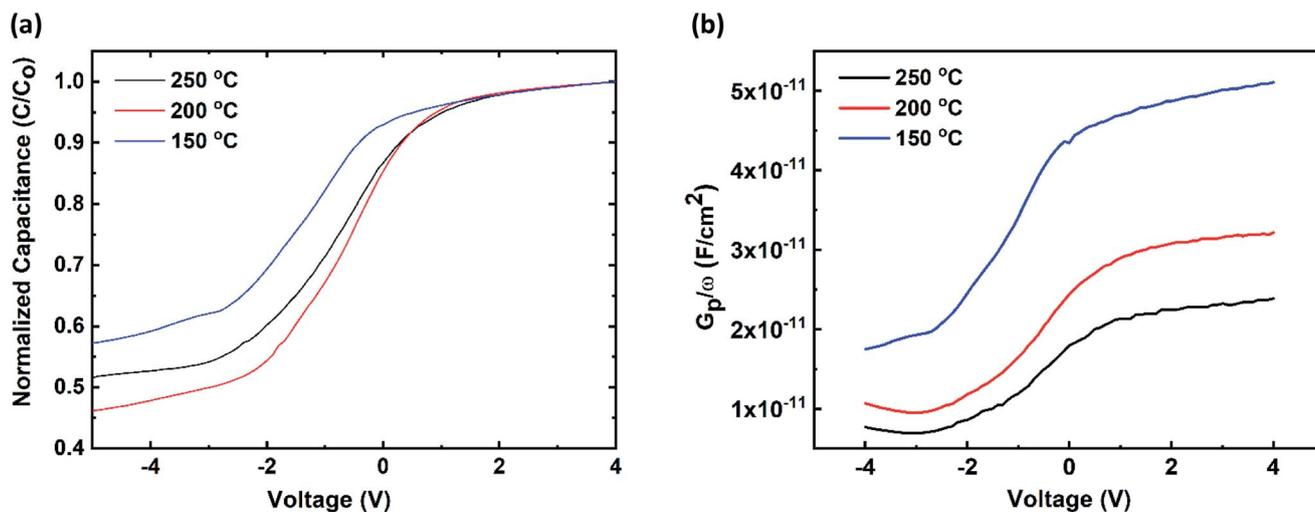 (a)
Normalized Capacitance (C/C₀)
1.0
0.9
0.8
0.7
0.6
0.5
0.4
250 °C
200 °C
150 °C
-4 -2 0 2 4
Voltage (V)
(b)
Gₚ/ω (F/cm²)
5x10⁻¹¹
4x10⁻¹¹
3x10⁻¹¹
2x10⁻¹¹
1x10⁻¹¹
250 °C
200 °C
150 °C
-4 -2 0 2 4
Voltage (V)